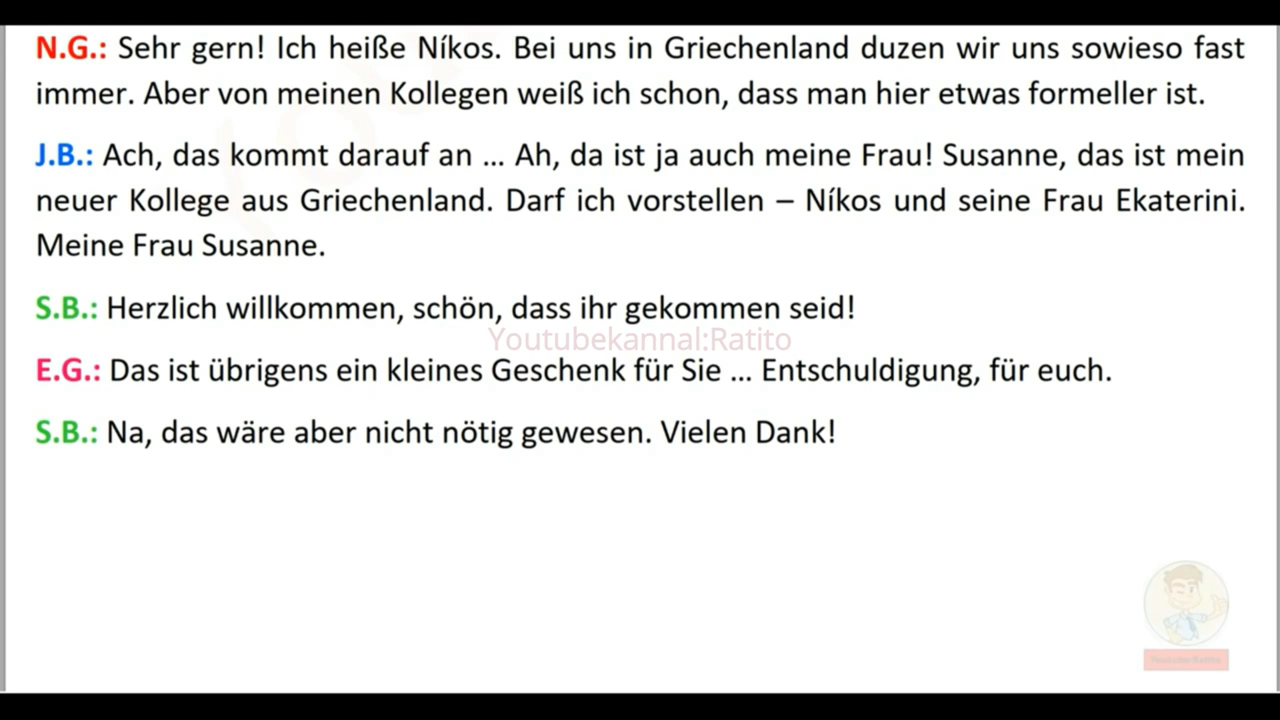 N.G.: Sehr gern! Ich heiße Níkos. Bei uns in Griechenland duzen wir uns sowieso fast
immer. Aber von meinen Kollegen weiß ich schon, dass man hier etwas formeller ist.
J.B.: Ach, das kommt darauf an ... Ah, da ist ja auch meine Frau! Susanne, das ist mein
neuer Kollege aus Griechenland. Darf ich vorstellen – Níkos und seine Frau Ekaterini.
Meine Frau Susanne.
S.B.: Herzlich willkommen, schön, dass ihr gekommen seid!
Youtubekannal:Ratito
E.G.: Das ist übrigens ein kleines Geschenk für Sie ... Entschuldigung, für euch.
S.B.: Na, das wäre aber nicht nötig gewesen. Vielen Dank!